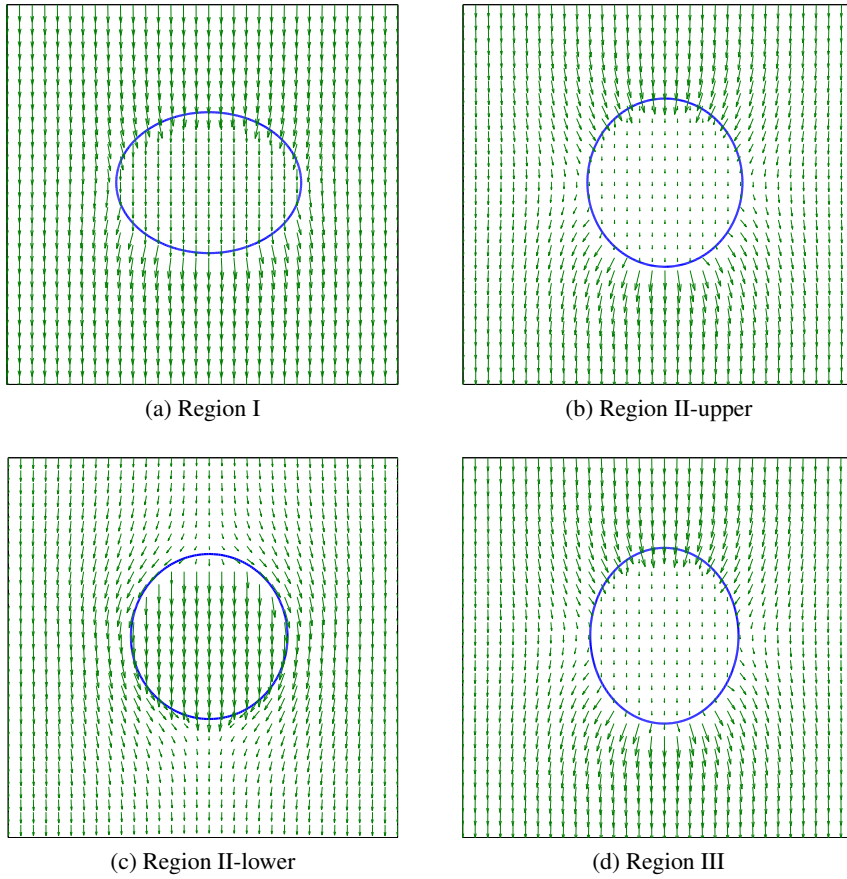 (a) Region I
(b) Region II-upper
(c) Region II-lower
(d) Region III